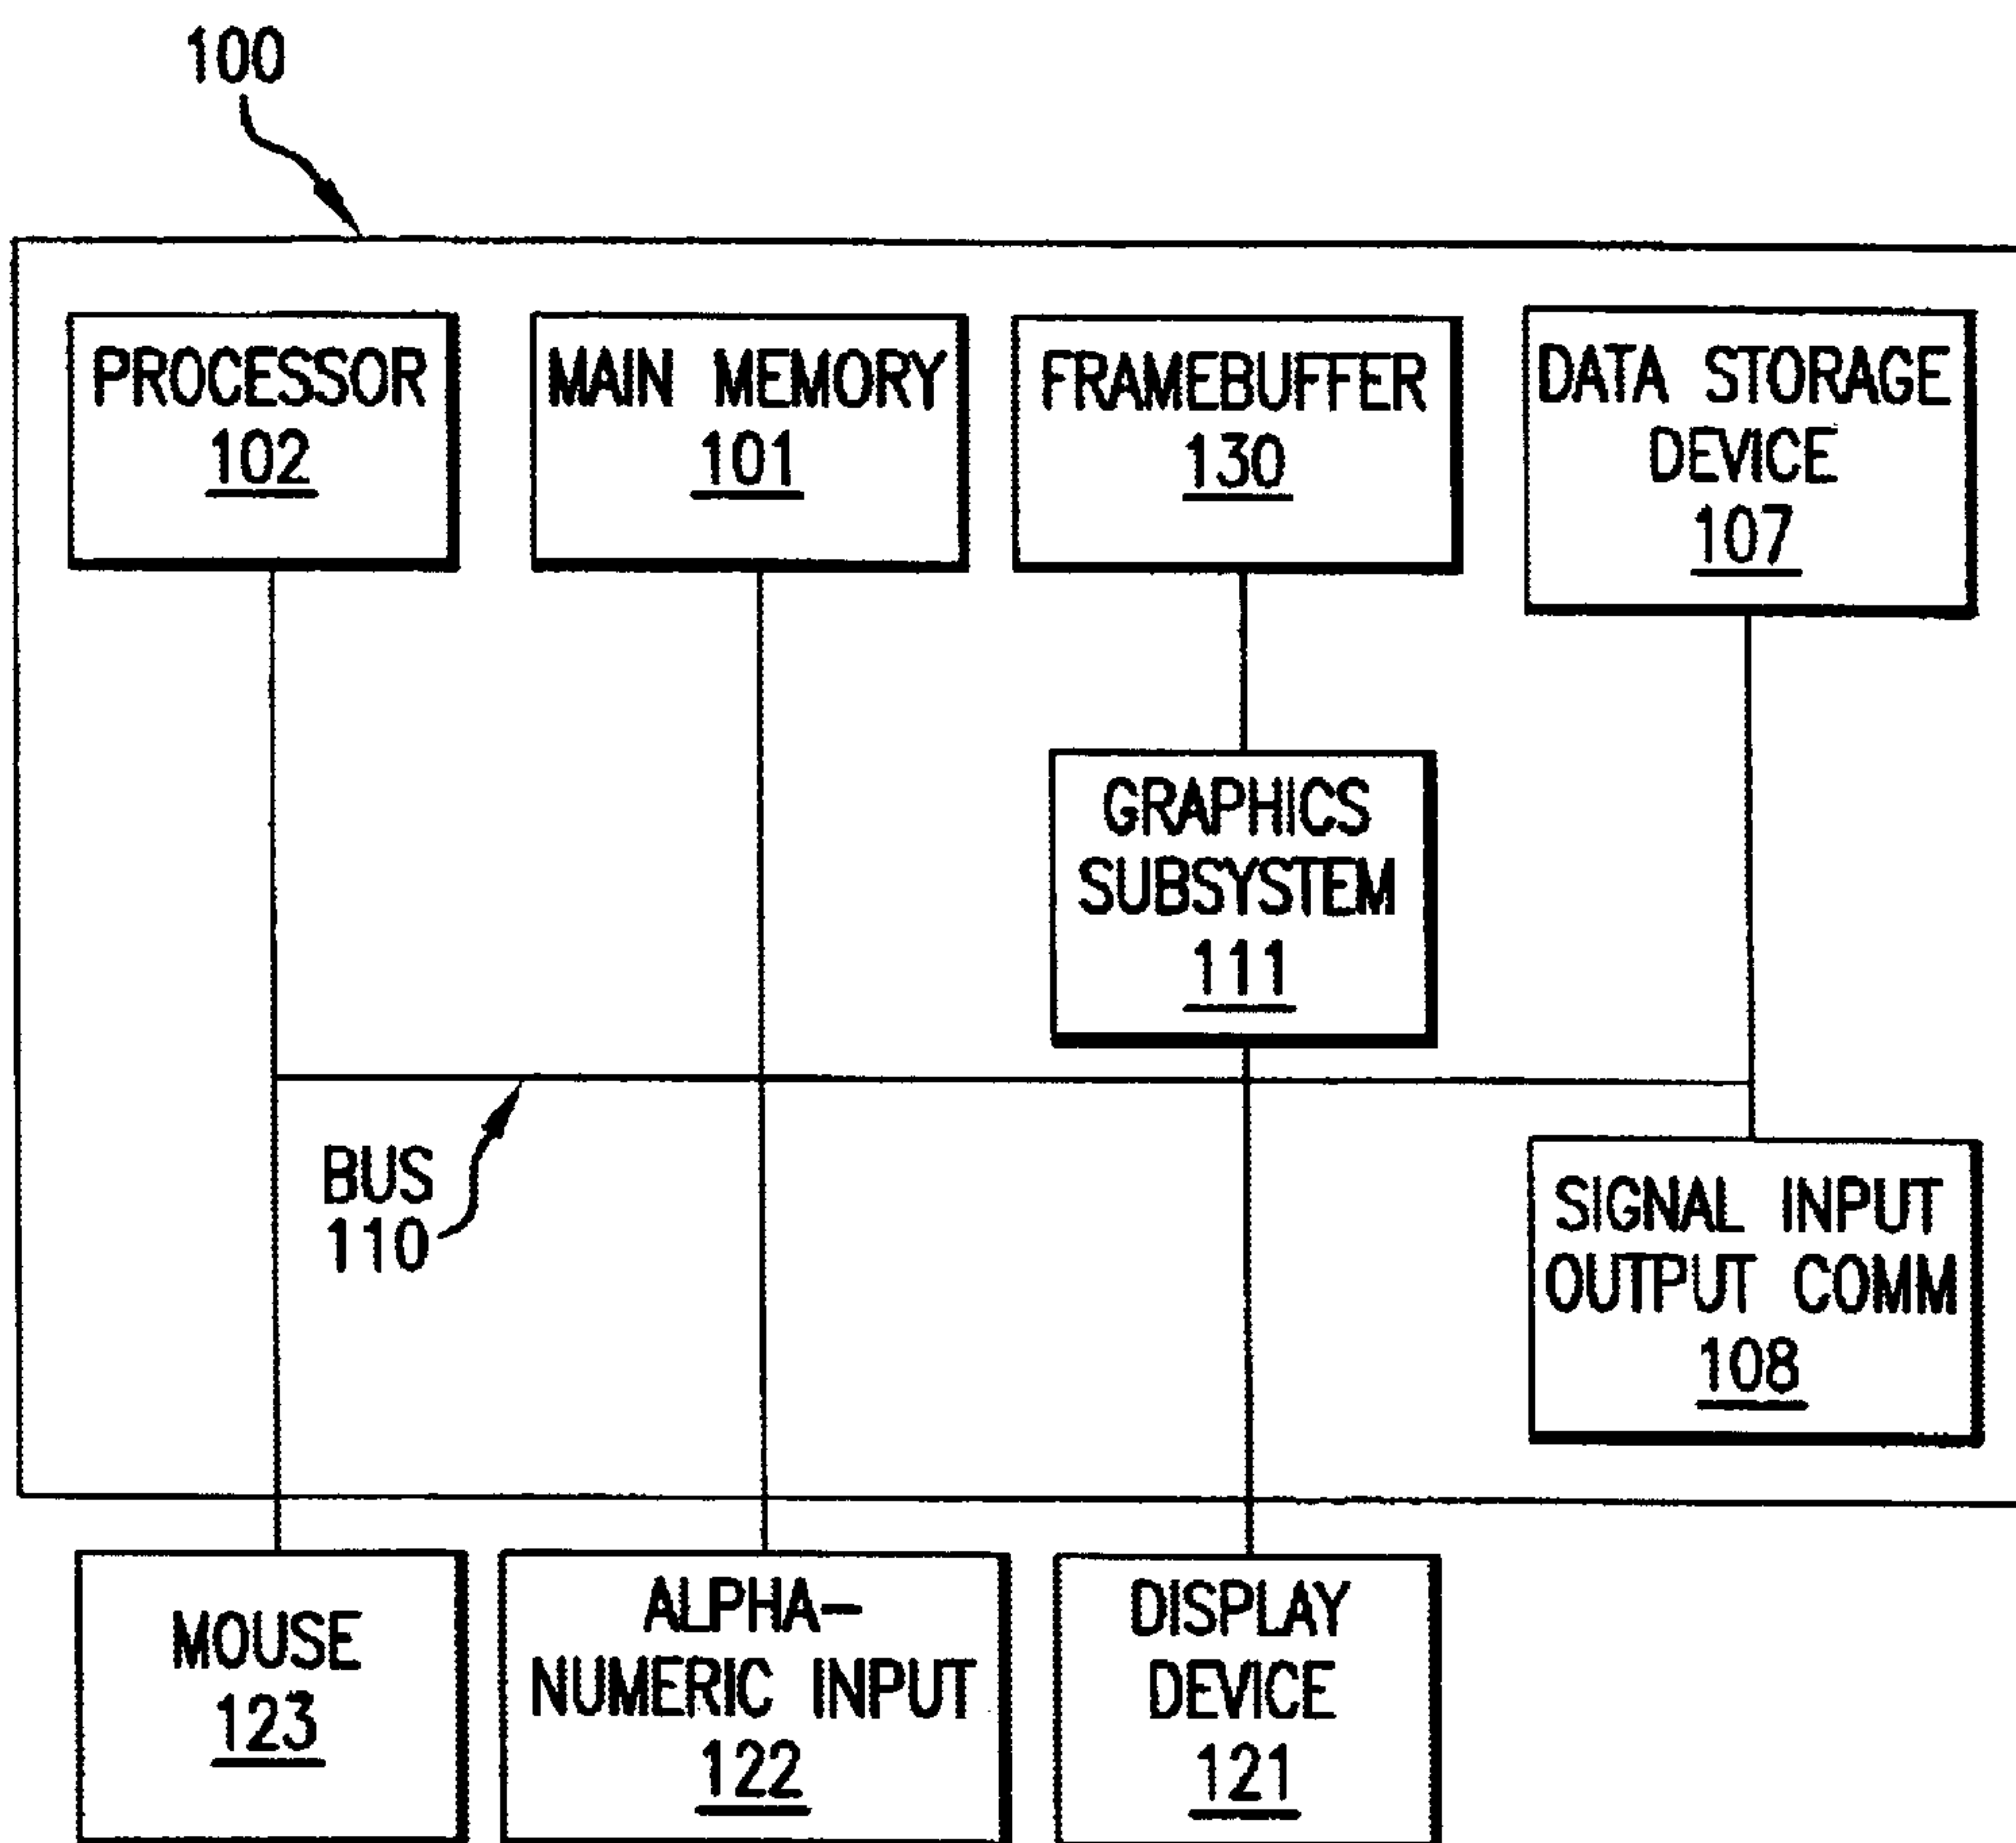 100
PROCESSOR
102
MAIN MEMORY
101
FRAMEBUFFER
130
DATA STORAGE
DEVICE
107
GRAPHICS
SUBSYSTEM
111
BUS
110
SIGNAL INPUT
OUTPUT COMM
108
MOUSE
123
ALPHA-
NUMERIC INPUT
122
DISPLAY
DEVICE
121